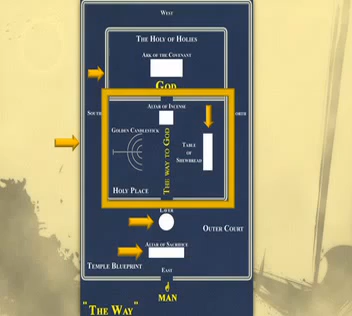 West
The Holy of Holies
Ark of the Covenant
God
South
Altar of Incense
Golden Candlestick
The way to God
Table of Shewbread
Holy Place
Laver
Outer Court
Altar of Sacrifice
Temple Blueprint
East
MAN
"The Way"